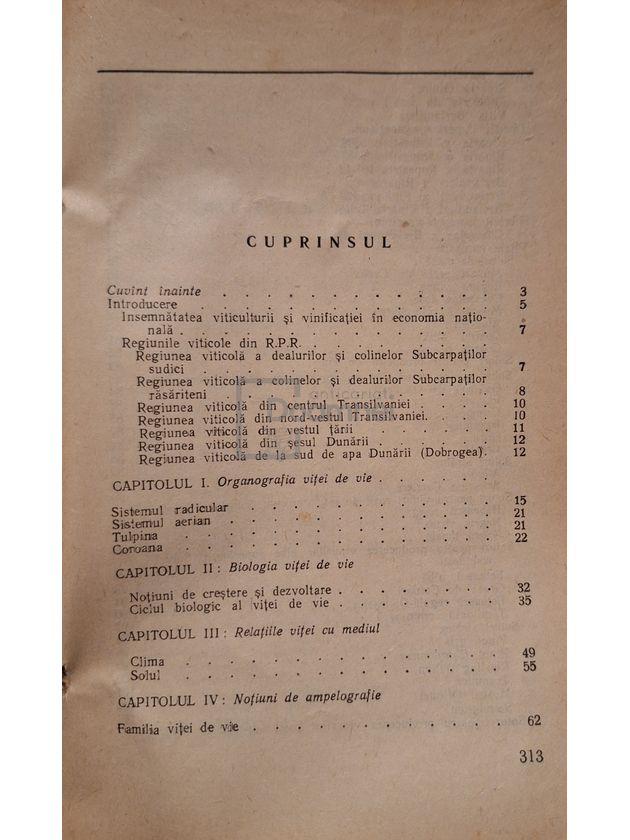 CUPRINSUL
Cuvînt înainte . . . . . . . . . . . . 3
Introducere . . . . . . . . . . . . 5
Insemnătatea viticulturii și vinificației în economia națio-
nală . . . . . . . . . . . . 7
Regiunile viticole din R.P.R. . . . . . . . . .
Regiunea viticolă a dealurilor și colinelor Subcarpaților
sudici . . . . . . . . . . . . 7
Regiunea viticolă a colinelor și dealurilor Subcarpaților
răsăriteni . . . . . . . . . . . 8
Regiunea viticolă din centrul Transilvaniei . . . . 10
Regiunea viticolă din nord-vestul Transilvaniei. . . . 10
Regiunea viticolă din vestul țării . . . . . . 11
Regiunea viticolă din șesul Dunării . . . . . . 12
Regiunea viticolă de la sud de apa Dunării (Dobrogea). 12
CAPITOLUL I. Organografia viței de vie . . . . . .
Sistemul radicular . . . . . . . . . . . 15
Sistemul aerian . . . . . . . . . . . . 21
Tulpina . . . . . . . . . . . . 21
Coroana . . . . . . . . . . . . 22
CAPITOLUL II: Biologia viței de vie
Noțiuni de creștere și dezvoltare . . . . . . . . 32
Ciclul biologic al viței de vie . . . . . . . . 35
CAPITOLUL III: Relațiile viței cu mediul
Clima . . . . . . . . . . . . 49
Solul . . . . . . . . . . . . 55
CAPITOLUL IV: Noțiuni de ampelografie
Familia viței de vie . . . . . . . . . . . 62
313
anticariat